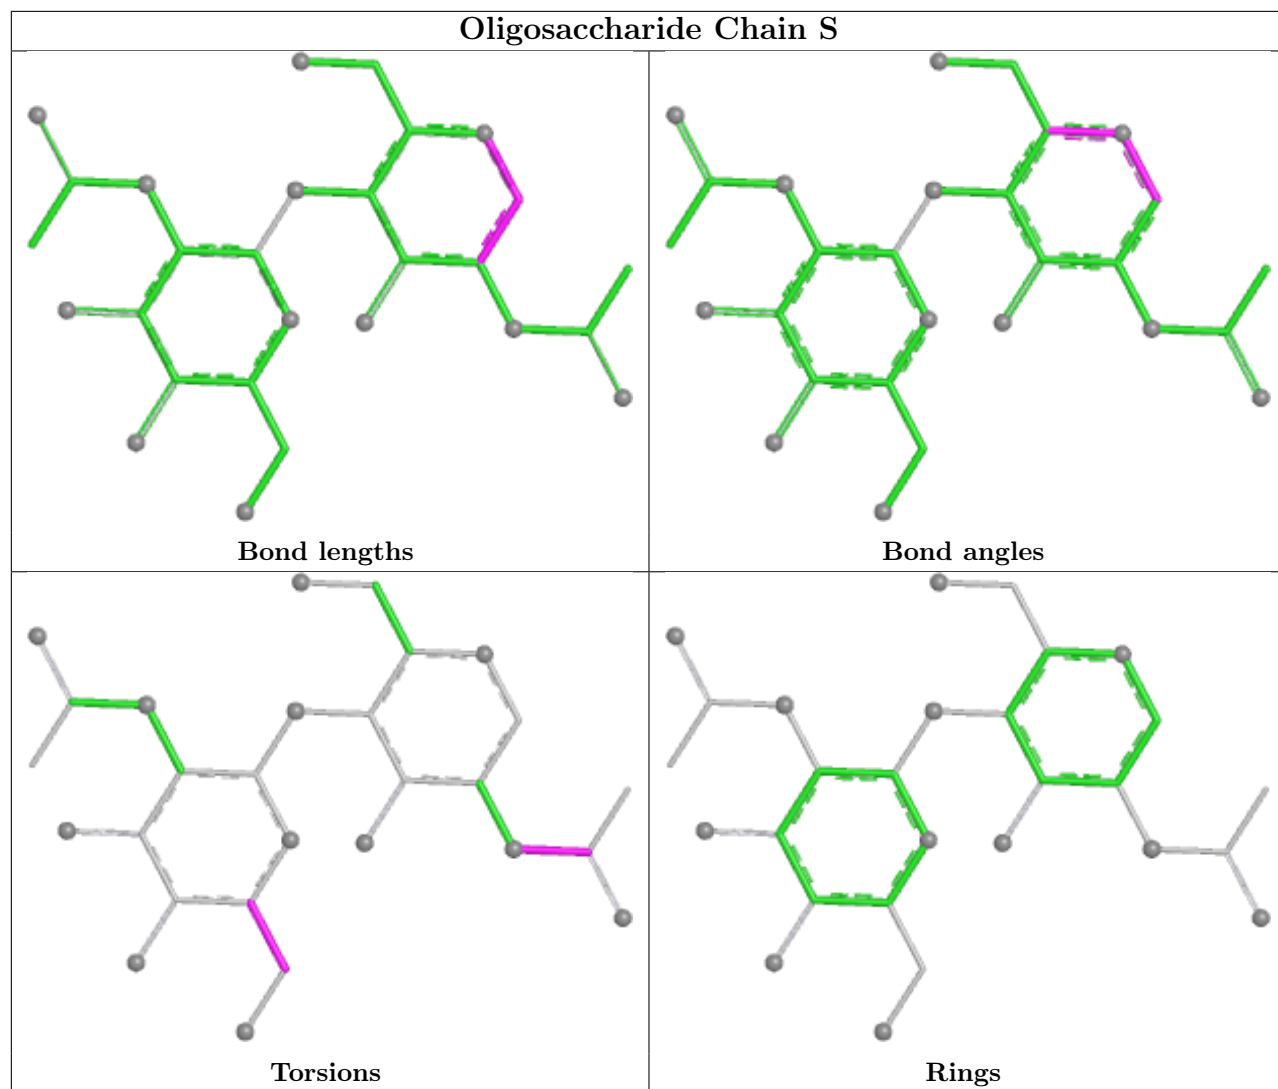 Oligosaccharide Chain S
Bond lengths
Bond angles
Torsions
Rings